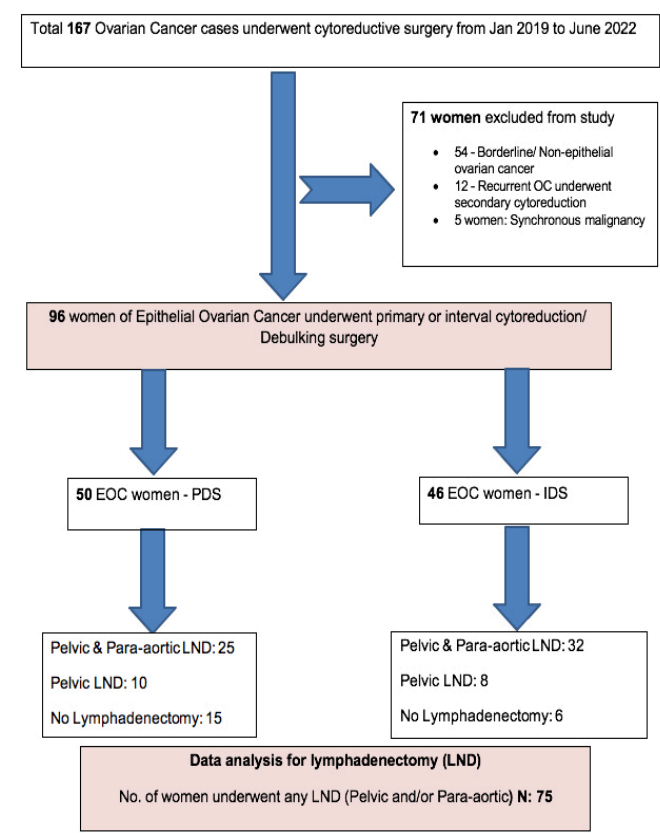 Total 167 Ovarian Cancer cases underwent cytoreductive surgery from Jan 2019 to June 2022
71 women excluded from study
• 54 - Borderline/ Non-epithelial
ovarian cancer
• 12 - Recurrent OC underwent
secondary cytoreduction
• 5 women: Synchronous malignancy
96 women of Epithelial Ovarian Cancer underwent primary or interval cytoreduction/
Debulking surgery
50 EOC women - PDS
46 EOC women - IDS
Pelvic & Para-aortic LND: 25
Pelvic LND: 10
No Lymphadenectomy: 15
Pelvic & Para-aortic LND: 32
Pelvic LND: 8
No Lymphadenectomy: 6
Data analysis for lymphadenectomy (LND)
No. of women underwent any LND (Pelvic and/or Para-aortic) N: 75